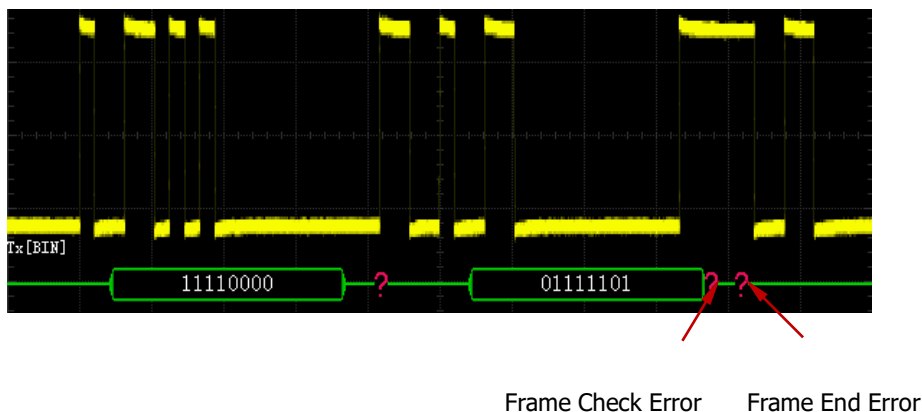 Tx[BIN]
11110000 ? 01111101 ? ?
Frame Check Error Frame End Error